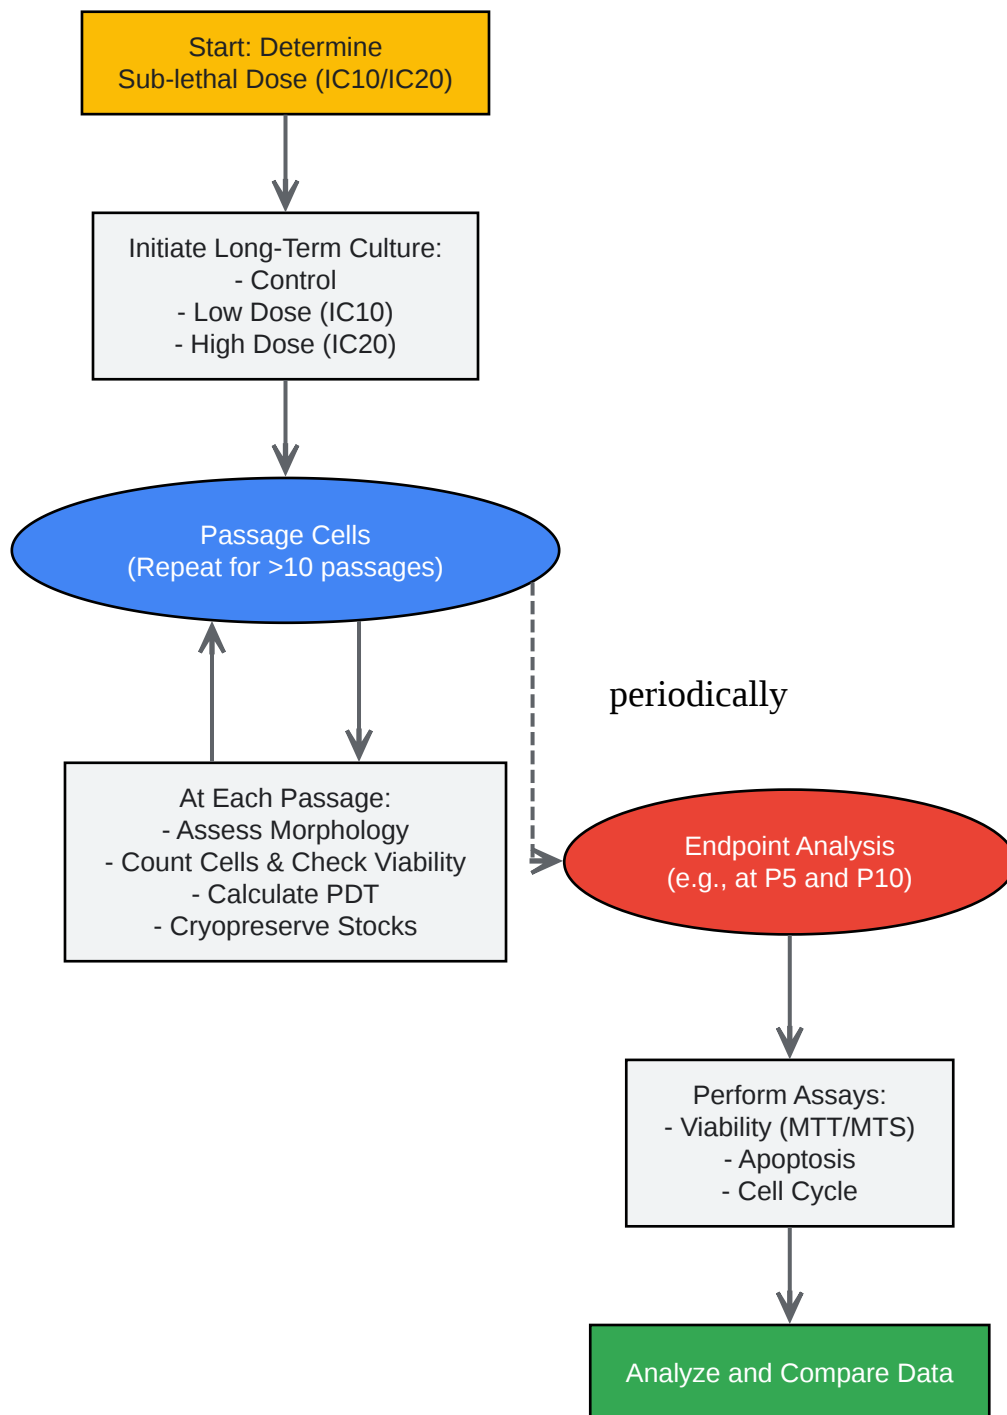 Start: Determine
Sub-lethal Dose (IC10/IC20)
Initiate Long-Term Culture:
- Control
- Low Dose (IC10)
- High Dose (IC20)
Passage Cells
(Repeat for >10 passages)
periodically
At Each Passage:
- Assess Morphology
- Count Cells & Check Viability
- Calculate PDT
- Cryopreserve Stocks
Endpoint Analysis
(e.g., at P5 and P10)
Perform Assays:
- Viability (MTT/MTS)
- Apoptosis
- Cell Cycle
Analyze and Compare Data